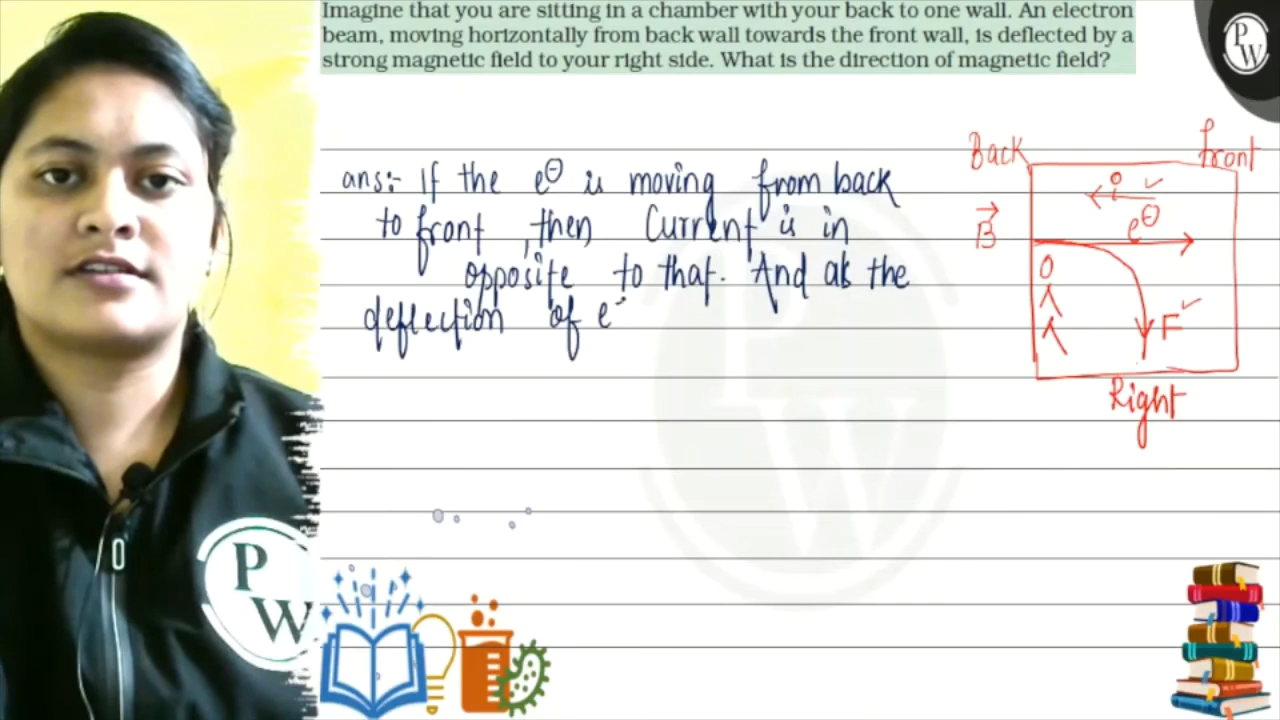 Imagine that you are sitting in a chamber with your back to one wall. An electron
beam, moving horizontally from back wall towards the front wall, is deflected by a
strong magnetic field to your right side. What is the direction of magnetic field?
P
W
Back
front
ans:- If the e⊖ is moving from back
to front, then Current is in
opposite to that. And as the
deflection of e⁻
B⃗
i
e⊖
F
Right
P
W
P
W